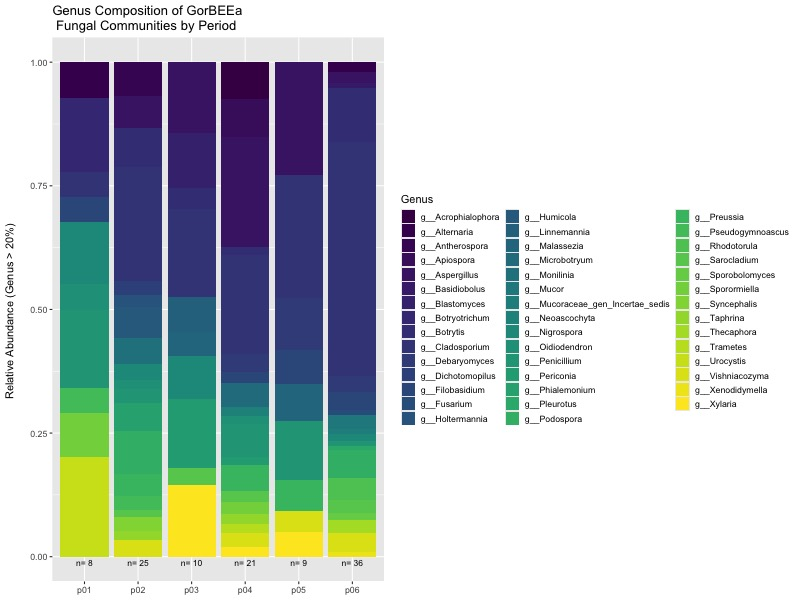 Genus Composition of GorBEEa
Fungal Communities by Period
Relative Abundance (Genus > 20%)
1.00
0.75
0.50
0.25
0.00
n= 8
n= 25
n= 10
n= 21
n= 9
n= 36
p01
p02
p03
p04
p05
p06
Genus
g__Acrophialophora
g__Alternaria
g__Antherospora
g__Apiospora
g__Aspergillus
g__Basidiobolus
g__Blastomyces
g__Botryotrichum
g__Botrytis
g__Cladosporium
g__Debaryomyces
g__Dichotomopilus
g__Filobasidium
g__Fusarium
g__Holtermannia
g__Humicola
g__Linnemannia
g__Malassezia
g__Microbotryum
g__Monilinia
g__Mucor
g__Mucoraceae_gen_Incertae_sedis
g__Neoascochyta
g__Nigrospora
g__Oidiodendron
g__Penicillium
g__Periconia
g__Phialemonium
g__Pleurotus
g__Podospora
g__Preussia
g__Pseudogymnoascus
g__Rhodotorula
g__Sarocladium
g__Sporobolomyces
g__Sporormiella
g__Syncephalis
g__Taphrina
g__Thecaphora
g__Trametes
g__Urocystis
g__Vishniacozyma
g__Xenodidymella
g__Xylaria